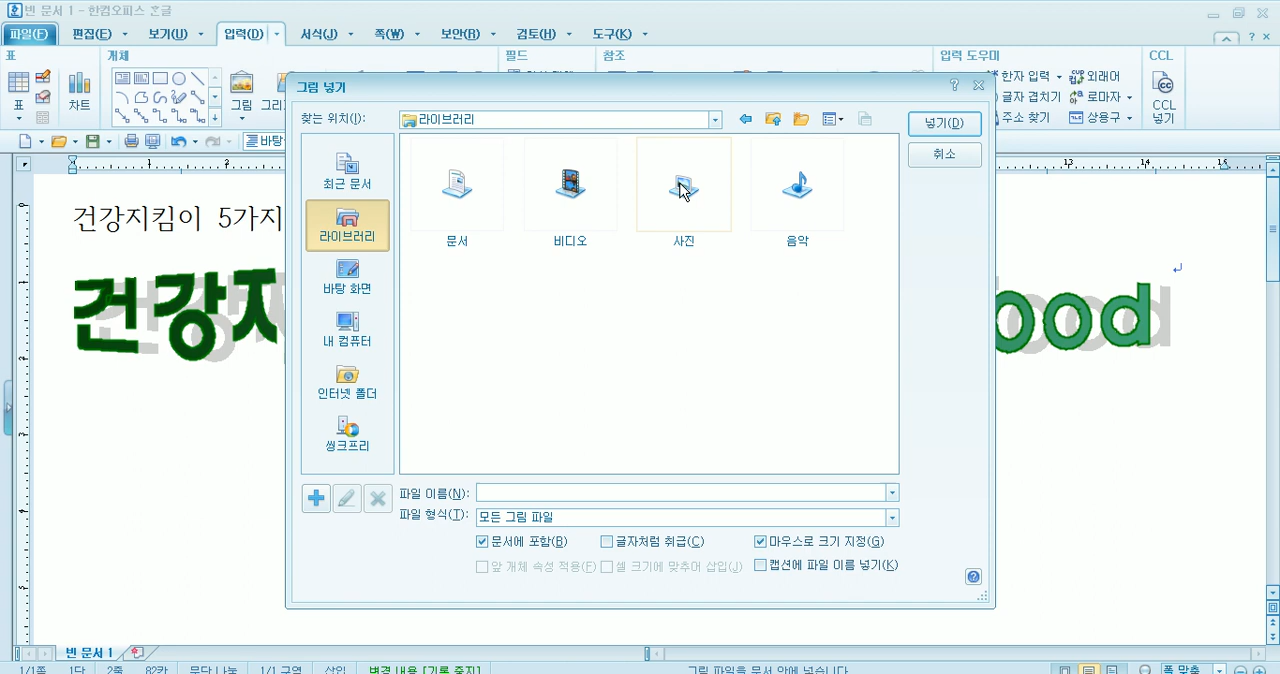 빈 문서 1 - 한컴오피스 흔글
파일(F) 편집(E) 보기(U) 입력(D) 서식(J) 쪽(W) 보안(R) 검토(H) 도구(K)
표 개체 필드 참조 입력 도우미 CCL
표 차트 그림 한자 입력 외래어
글자 겹치기 로마자
주소 찾기 상용구 CCL 넣기
바탕
그림 넣기
찾는 위치(I): 라이브러리 넣기(D)
취소
최근 문서
라이브러리
바탕 화면
내 컴퓨터
인터넷 폴더
씽크프리
문서 비디오 사진 음악
파일 이름(N):
파일 형식(T): 모든 그림 파일
문서에 포함(B) 글자처럼 취급(C) 마우스로 크기 지정(G)
앞 개체 속성 적용(F) 셀 크기에 맞추어 삽입(J) 캡션에 파일 이름 넣기(K)
건강지킴이 5가지
건강지
ood
빈 문서 1
1/1쪽 1단 2줄 82칸 무단 나눔 1/1 구역 삽입 변경 내용 [기록 중지] 그림 파일을 문서 안에 넣습니다. 폭 맞춤